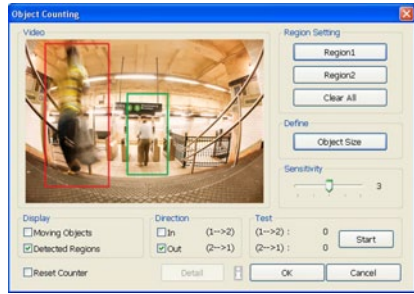 Object Counting
Video
Region Setting
Region1
Region2
Clear All
Define
Object Size
Sensitivity
3
Display
Moving Objects
Detected Regions
Direction
In (1-->2)
Out (2-->1)
Test
(1-->2) : 0
(2-->1) : 0
Start
Reset Counter
Detail
OK
Cancel